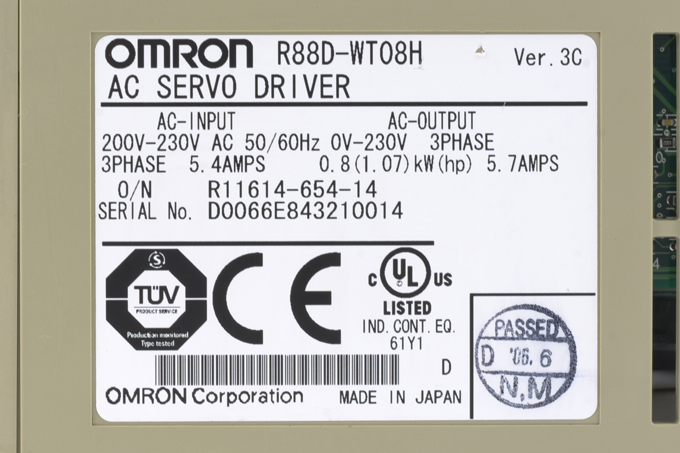 OMRON R88D-WT08H Ver. 3C
AC SERVO DRIVER
AC-INPUT AC-OUTPUT
200V-230V AC 50/60Hz 0V-230V 3PHASE
3PHASE 5.4AMPS 0.8(1.07)kW(hp) 5.7AMPS
O/N R11614-654-14
SERIAL No. D0066E843210014
S
TÜV
PRODUCT SERVICE
Production monitored
Type tested
CE
C UL US
LISTED
IND. CONT. EQ.
61Y1
D
PASSED
D '06. 6
N,M
OMRON Corporation MADE IN JAPAN